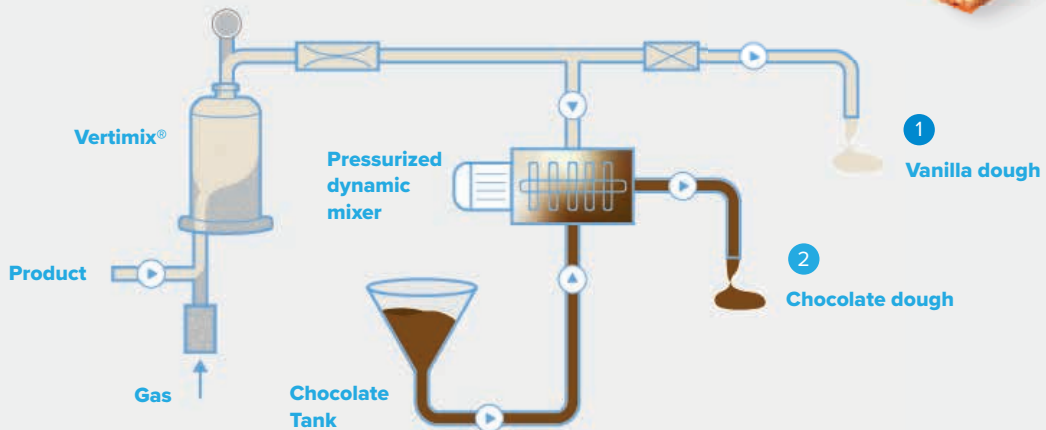 Vertimix®
Pressurized
dynamic
mixer
1
Vanilla dough
Product
2
Chocolate dough
Gas
Chocolate
Tank